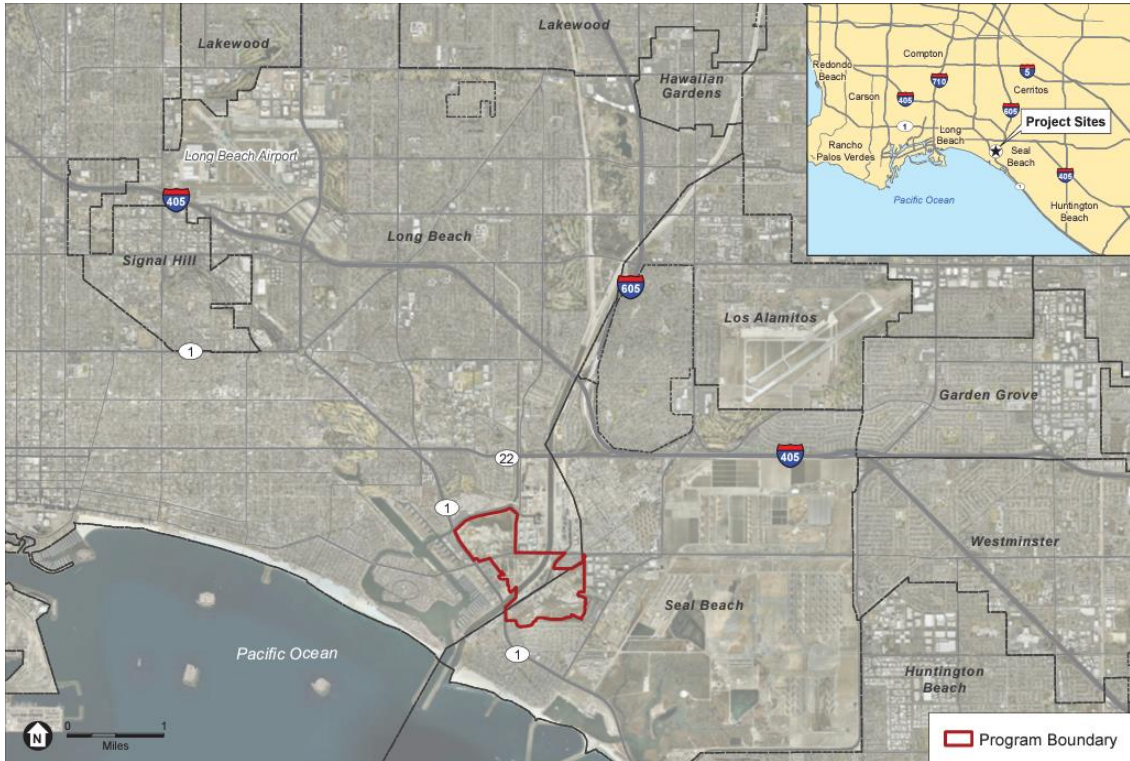 Lakewood
Hawaiian
Gardens
Long Beach Airport
405
Long Beach
Signal Hill
605
Los Alamitos
1
Garden Grove
22
405
1
Westminster
Seal Beach
Pacific Ocean
1
Huntington
Beach
N
0
1
Miles
Program Boundary
Compton
Redondo
Beach
710
5
Cerritos
Carson
405
605
1
Project Sites
Long
Beach
Rancho
Palos Verdes
Seal
Beach
405
Pacific Ocean
1
Huntington
Beach